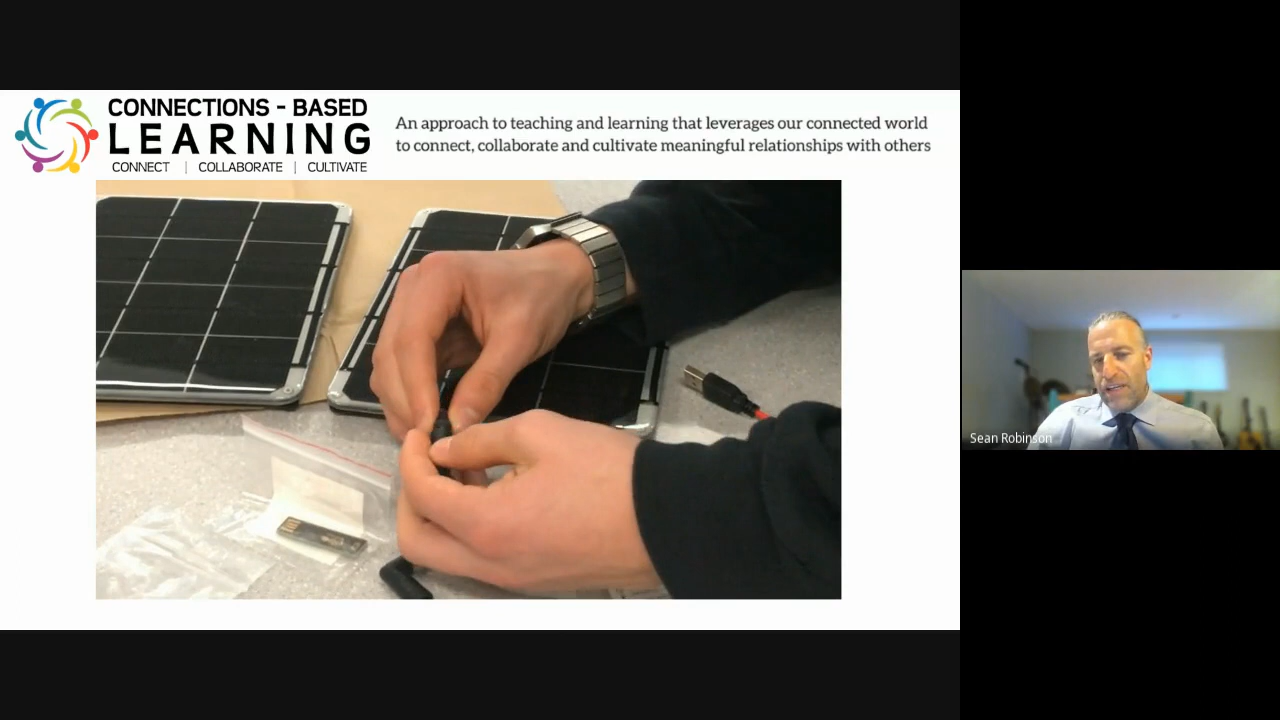 CONNECTIONS - BASED
LEARNING
CONNECT | COLLABORATE | CULTIVATE
An approach to teaching and learning that leverages our connected world
to connect, collaborate and cultivate meaningful relationships with others
Sean Robinson